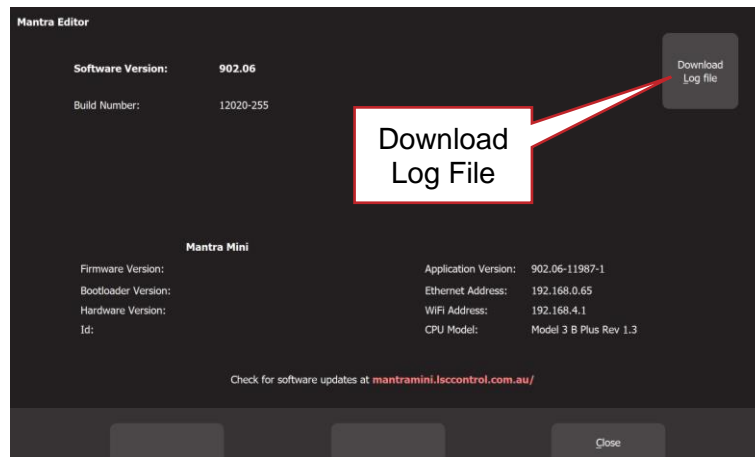 Mantra Editor
Software Version: 902.06
Build Number: 12020-255
Download
Log file
Download
Log File
Mantra Mini
Firmware Version:
Bootloader Version:
Hardware Version:
Id:
Application Version: 902.06-11987-1
Ethernet Address: 192.168.0.65
WiFi Address: 192.168.4.1
CPU Model: Model 3 B Plus Rev 1.3
Check for software updates at mantramini.lsccontrol.com.au/
Close